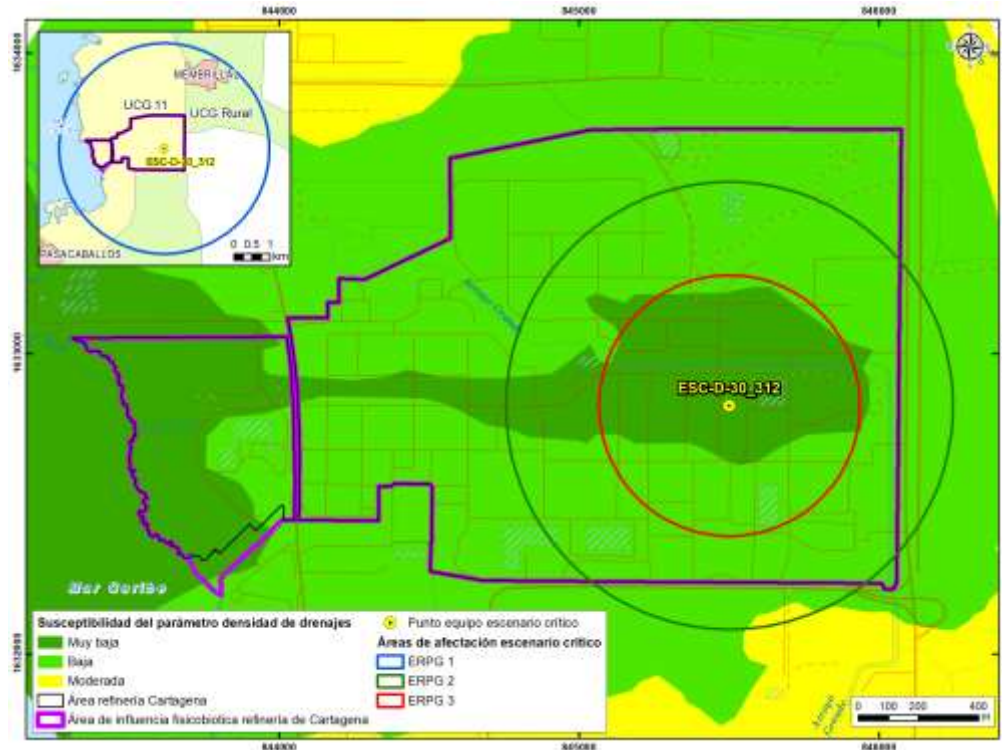 844000
845000
846000
1634000
MEMBRILLAL
UCG 11
UCG Rural
ESC-D-30_312
PASACABALLOS
0 0.5 1
km
1633000
ESC-D-30_312
Mar Caribe
1632000
Susceptibilidad del parámetro densidad de drenajes
Muy baja
Baja
Moderada
Área refinería Cartagena
Área de influencia fisicobiotica refinería de Cartagena
Punto equipo escenario crítico
Áreas de afectación escenario crítico
ERPG 1
ERPG 2
ERPG 3
Arroyo Grande
0 100 200 400
m
844000
845000
846000